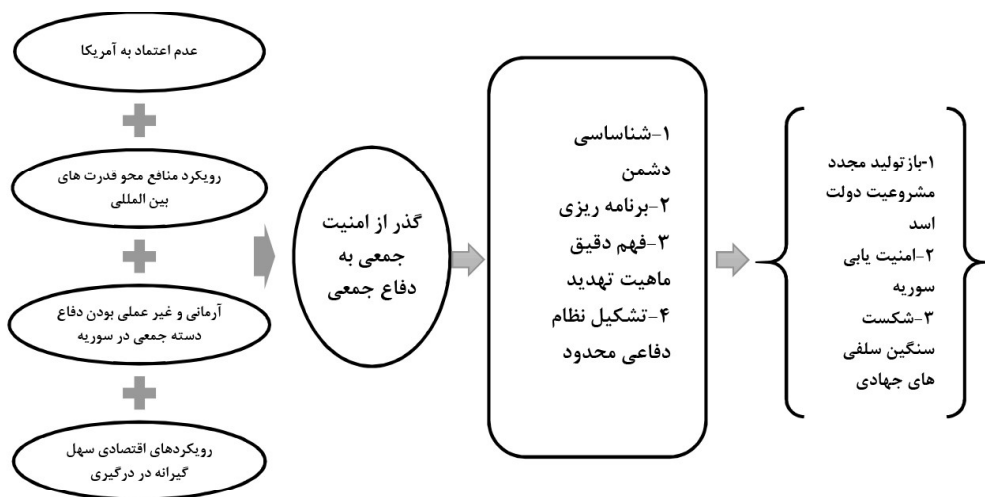 عدم اعتماد به آمریکا
رویکرد منافع محو قدرت های
بین المللی
آرمانی و غیر عملی بودن دفاع
دسته جمعی در سوریه
رویکردهای اقتصادی سهل
گیرانه در درگیری
گذر از امنیت
جمعی به
دفاع جمعی
۱-شناساسی
دشمن
۲-برنامه ریزی
۳-فهم دقیق
ماهیت تهدید
۴-تشکیل نظام
دفاعی محدود
۱-بازتولید مجدد
مشروعیت دولت
اسد
۲-امنیت یابی
سوریه
۳-شکست
سنگین سلفی
های جهادی